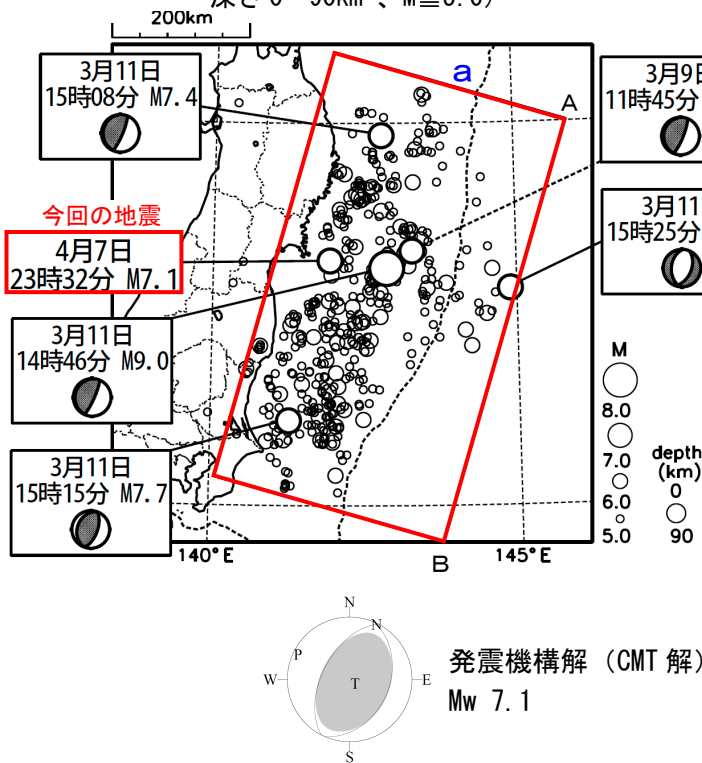 200km
3月11日
15時08分 M7.4
a
A
3月9日
11時45分
今回の地震
4月7日
23時32分 M7.1
3月11
15時25分
3月11日
14時46分 M9.0
3月11日
15時15分 M7.7
M
8.0
7.0
6.0
5.0
depth
(km)
0
90
140°E
B
145°E
N
N
P
W
T
E
S
発震機構解 (CMT 解)
Mw 7.1